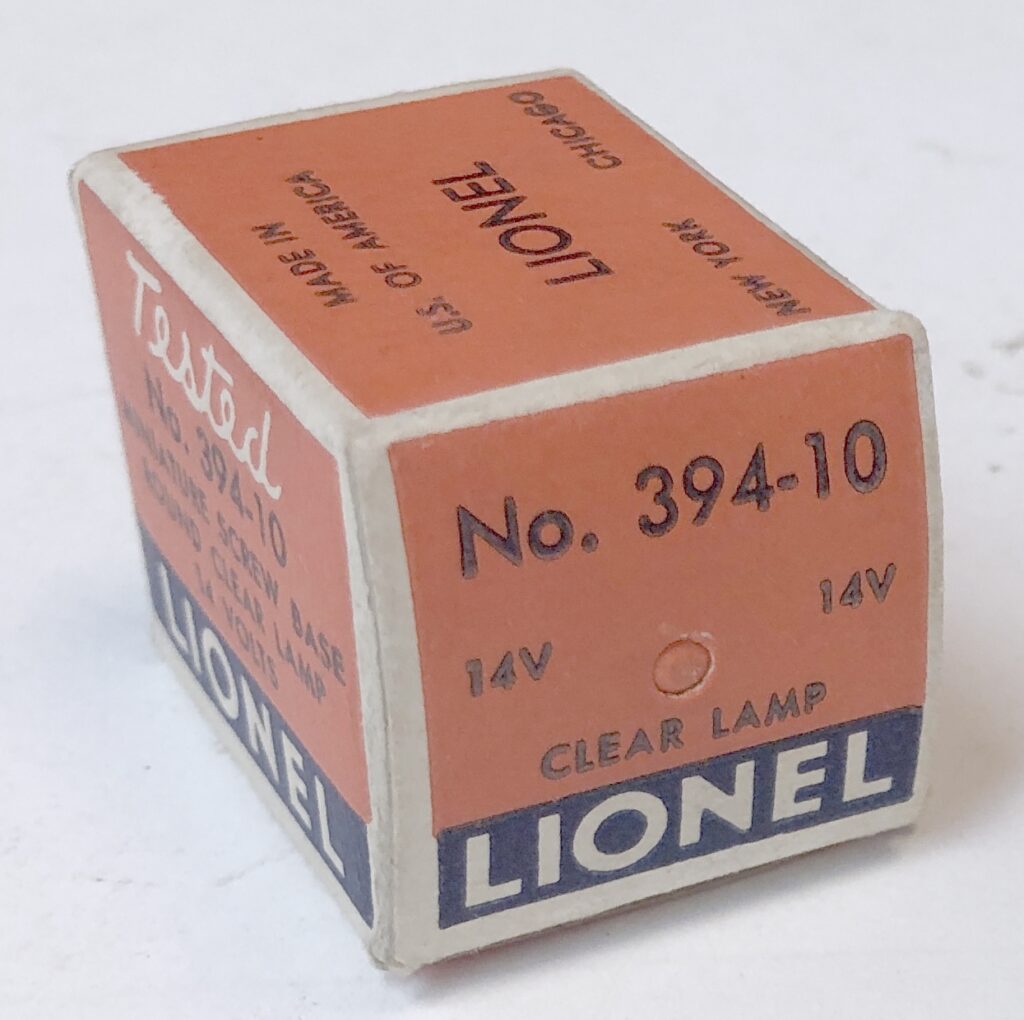 MADE IN
U.S. OF AMERICA
LIONEL
CHICAGO
NEW YORK
Tested
No. 394-10
MINIATURE SCREW BASE
ROUND CLEAR LAMP
14 VOLTS
LIONEL
No. 394-10
14V 14V
CLEAR LAMP
LIONEL